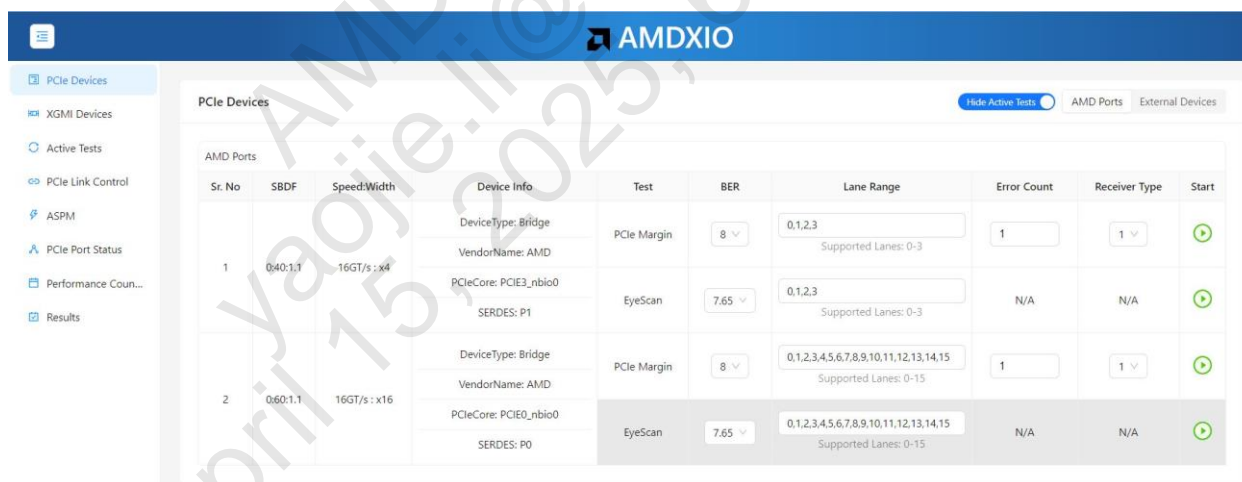 AMDXIO
PCIe Devices
XGMI Devices
Active Tests
PCIe Link Control
ASPM
PCIe Port Status
Performance Coun...
Results
PCIe Devices
Hide Active Tests AMD Ports External Devices
AMD Ports
Sr. No SBDF Speed:Width Device Info Test BER Lane Range Error Count Receiver Type Start
1 0:40:1.1 16GT/s : x4
DeviceType: Bridge
VendorName: AMD
PCIeCore: PCIE3_nbio0
SERDES: P1
PCIe Margin 8 0,1,2,3 1 1
Supported Lanes: 0-3
EyeScan 7.65 0,1,2,3 N/A N/A
Supported Lanes: 0-3
2 0:60:1.1 16GT/s : x16
DeviceType: Bridge
VendorName: AMD
PCIeCore: PCIE0_nbio0
SERDES: P0
PCIe Margin 8 0,1,2,3,4,5,6,7,8,9,10,11,12,13,14,15 1 1
Supported Lanes: 0-15
EyeScan 7.65 0,1,2,3,4,5,6,7,8,9,10,11,12,13,14,15 N/A N/A
Supported Lanes: 0-15
AMD
yaojie.li@
april 15, 2025,